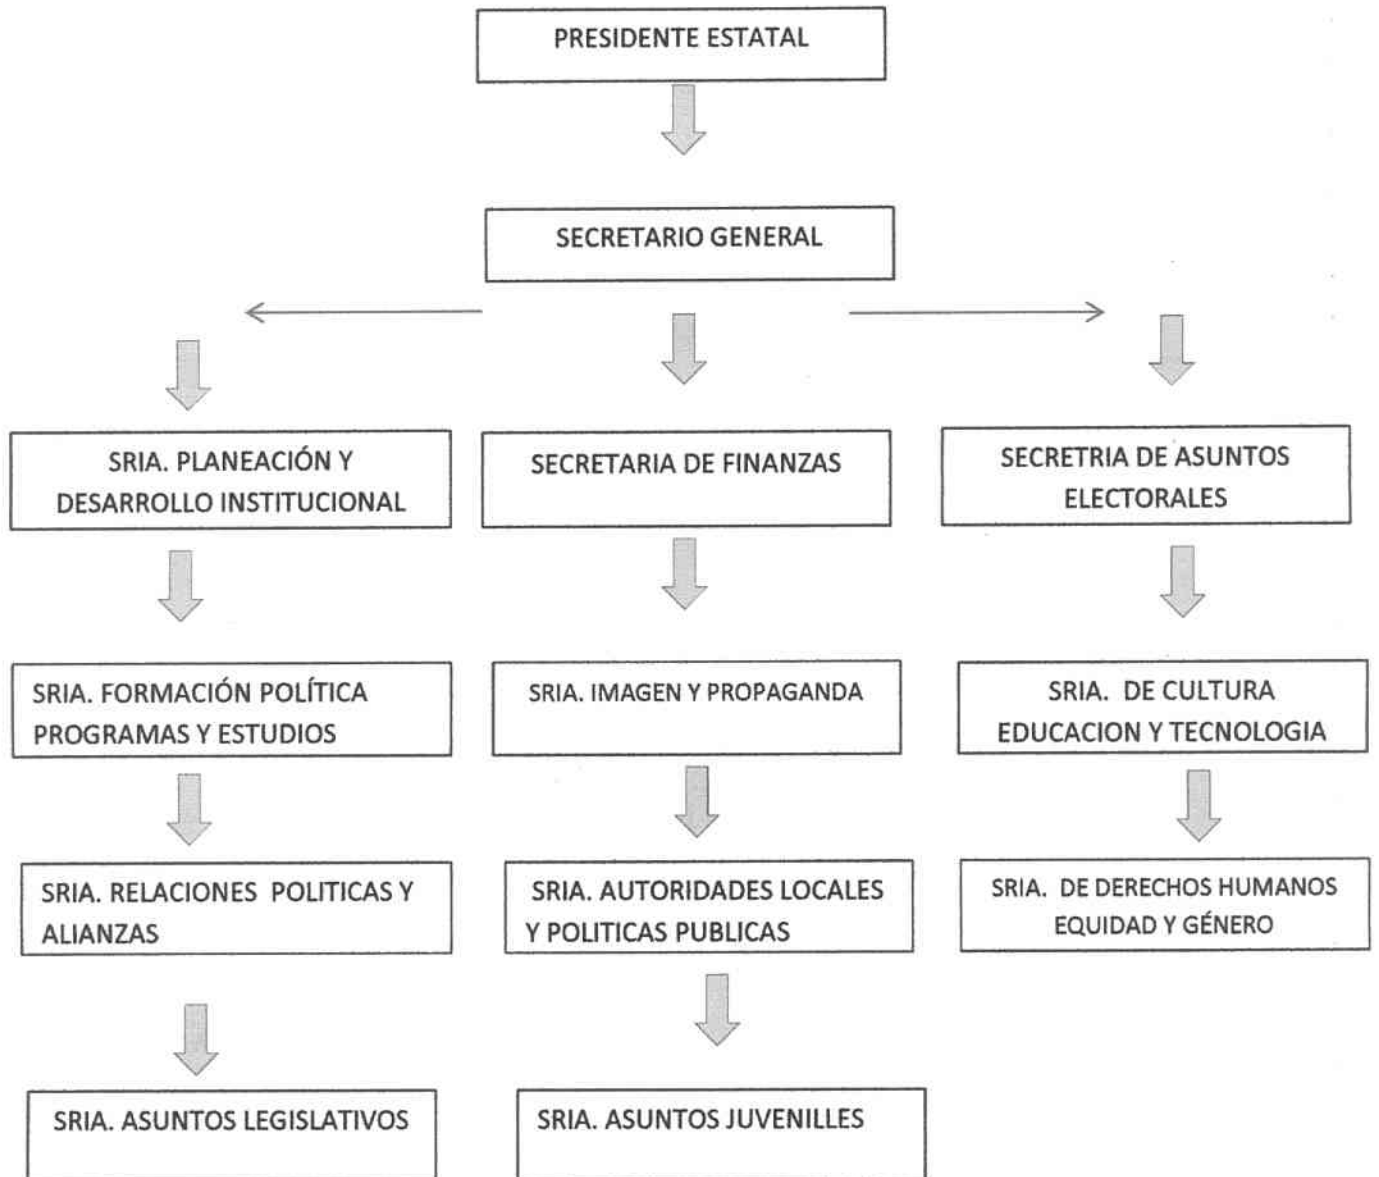 PRESIDENTE ESTATAL
SECRETARIO GENERAL
SRIA. PLANEACIÓN Y
DESARROLLO INSTITUCIONAL
SECRETARIA DE FINANZAS
SECRETRIA DE ASUNTOS
ELECTORALES
SRIA. FORMACIÓN POLÍTICA
PROGRAMAS Y ESTUDIOS
SRIA. IMAGEN Y PROPAGANDA
SRIA. DE CULTURA
EDUCACION Y TECNOLOGIA
SRIA. RELACIONES POLITICAS Y
ALIANZAS
SRIA. AUTORIDADES LOCALES
Y POLITICAS PUBLICAS
SRIA. DE DERECHOS HUMANOS
EQUIDAD Y GÉNERO
SRIA. ASUNTOS LEGISLATIVOS
SRIA. ASUNTOS JUVENILLES